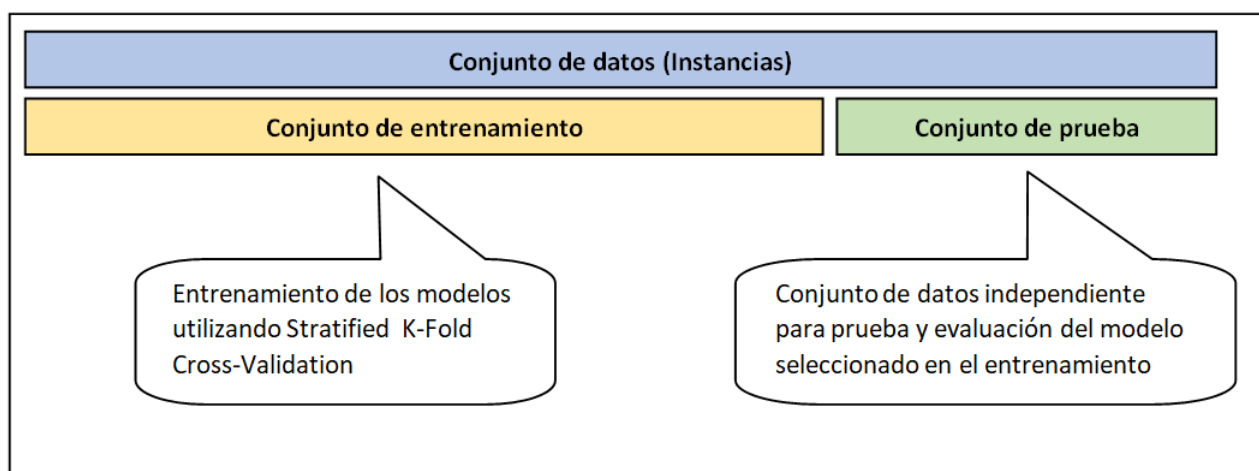 Conjunto de datos (Instancias)
Conjunto de entrenamiento
Conjunto de prueba
Entrenamiento de los modelos
utilizando Stratified K-Fold
Cross-Validation
Conjunto de datos independiente
para prueba y evaluación del modelo
seleccionado en el entrenamiento